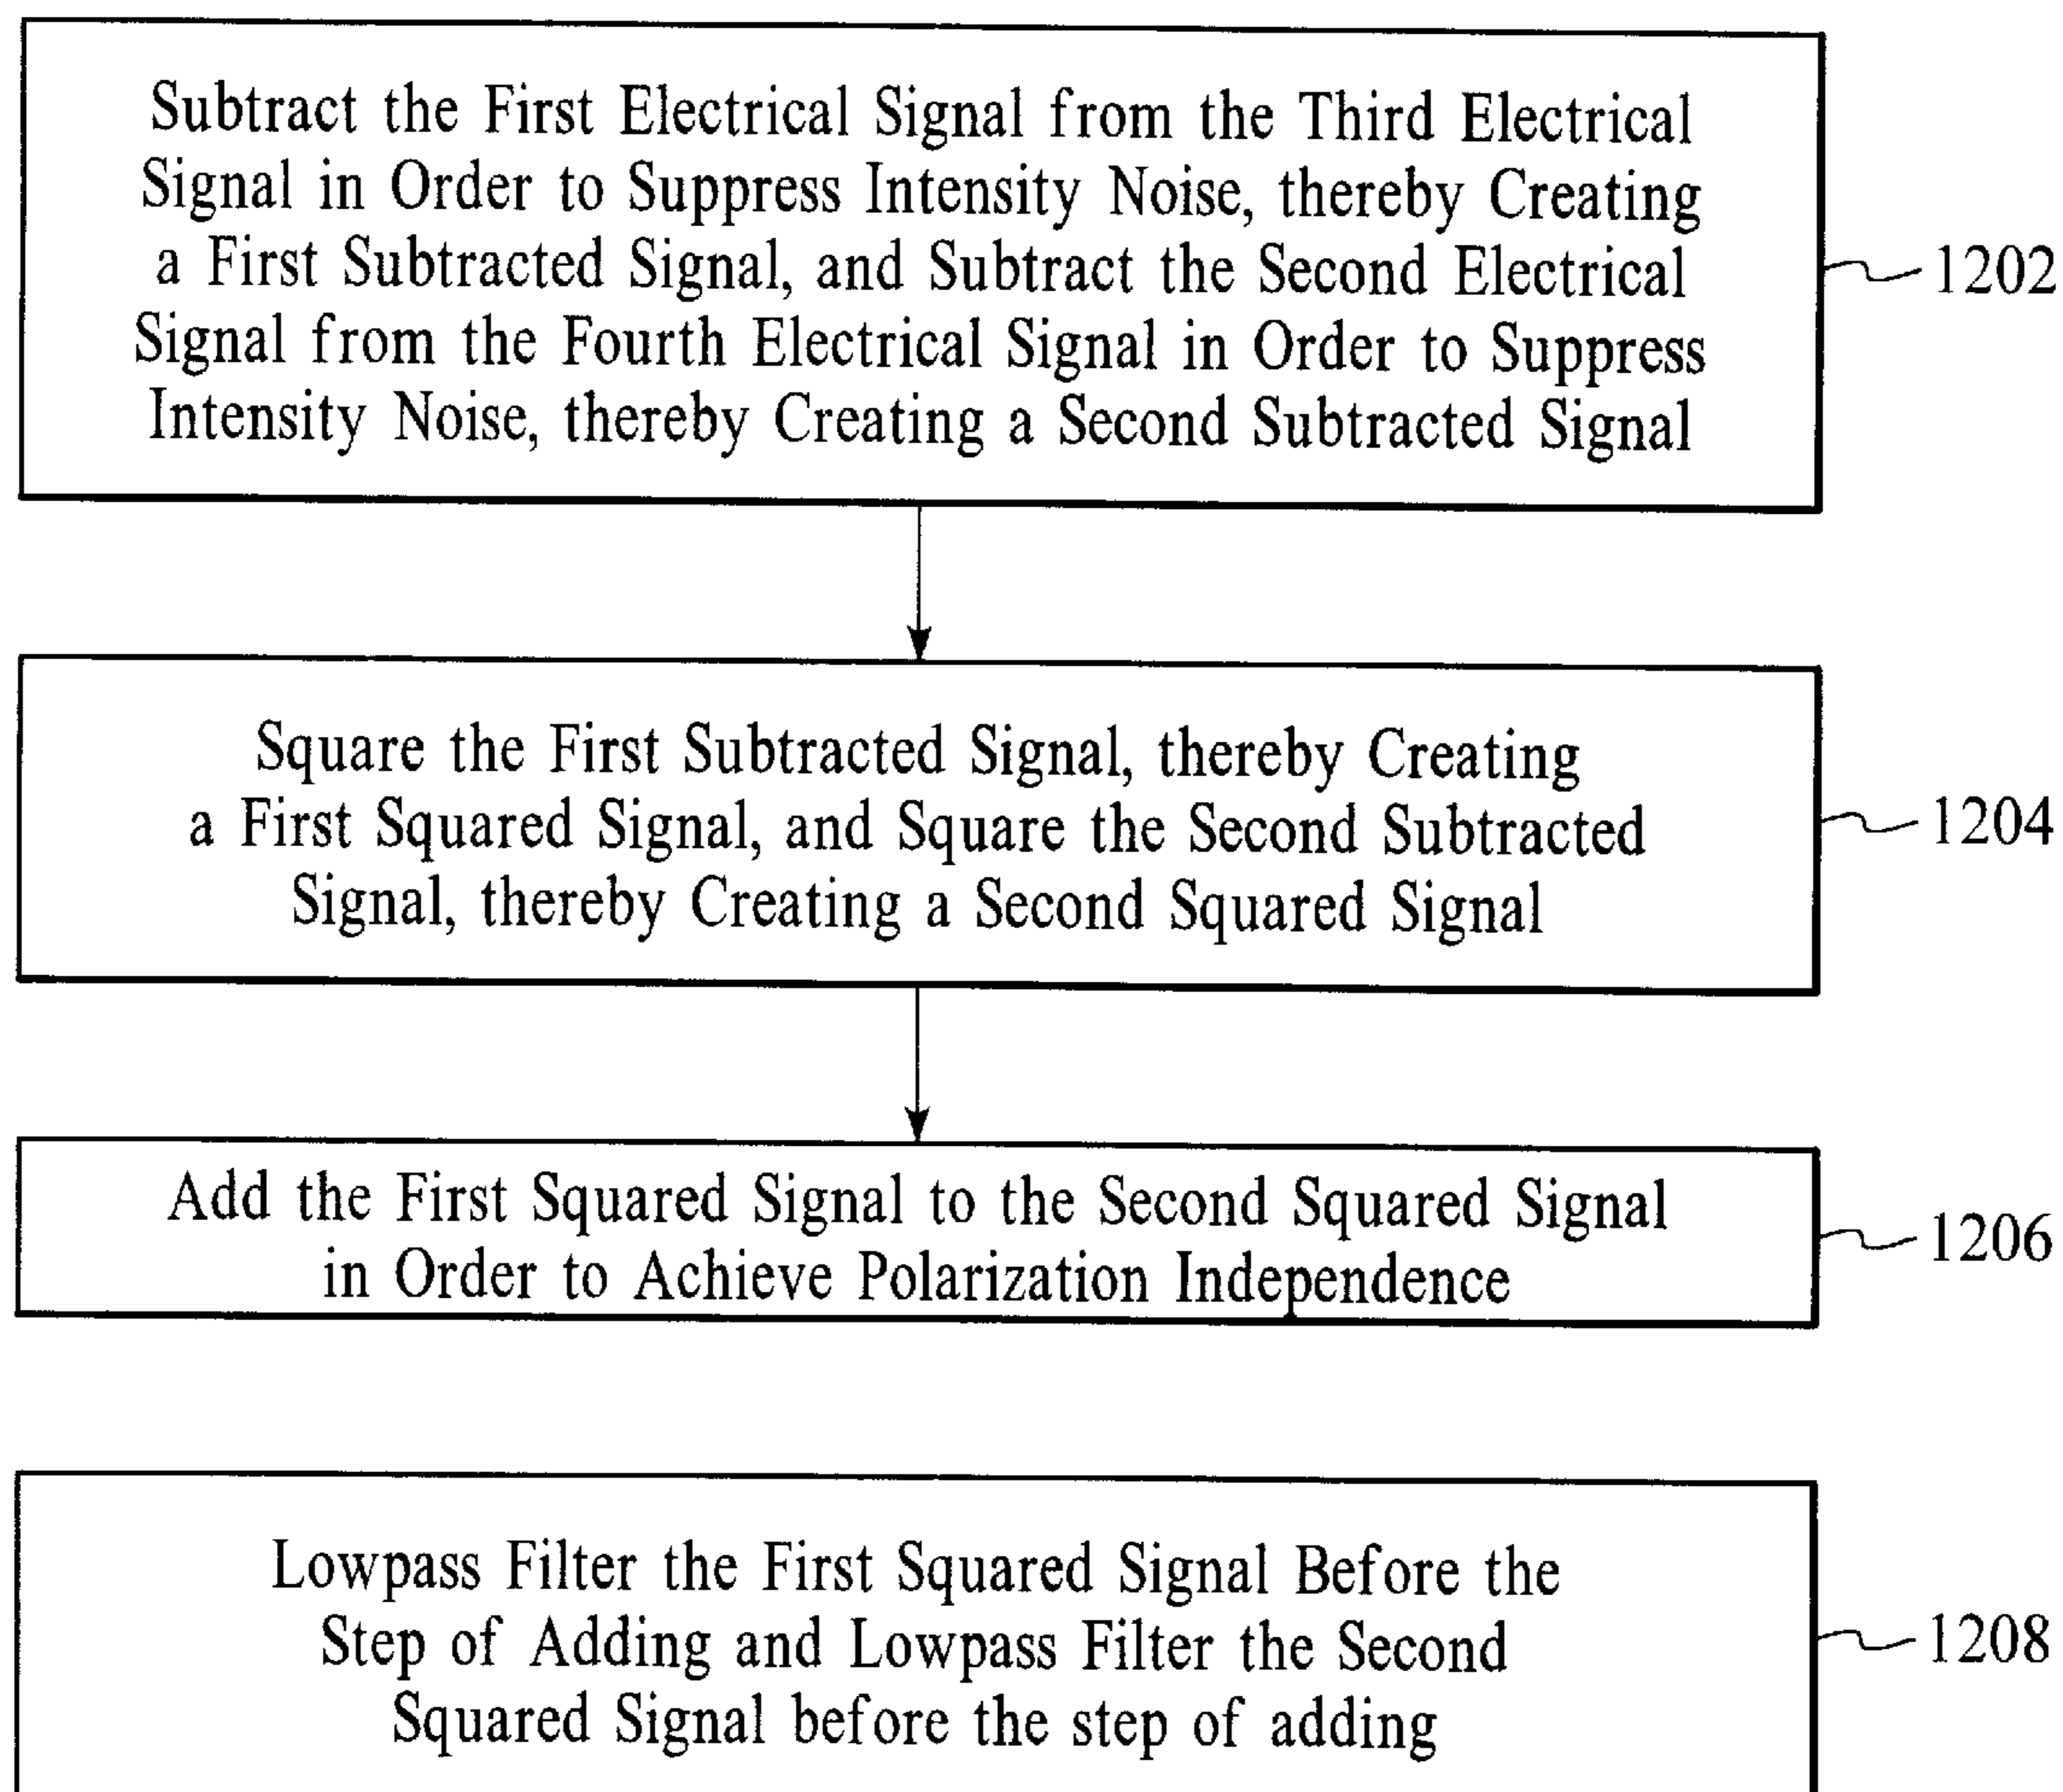 Subtract the First Electrical Signal from the Third Electrical
Signal in Order to Suppress Intensity Noise, thereby Creating
a First Subtracted Signal, and Subtract the Second Electrical
Signal from the Fourth Electrical Signal in Order to Suppress
Intensity Noise, thereby Creating a Second Subtracted Signal
1202
Square the First Subtracted Signal, thereby Creating
a First Squared Signal, and Square the Second Subtracted
Signal, thereby Creating a Second Squared Signal
1204
Add the First Squared Signal to the Second Squared Signal
in Order to Achieve Polarization Independence
1206
Lowpass Filter the First Squared Signal Before the
Step of Adding and Lowpass Filter the Second
Squared Signal before the step of adding
1208